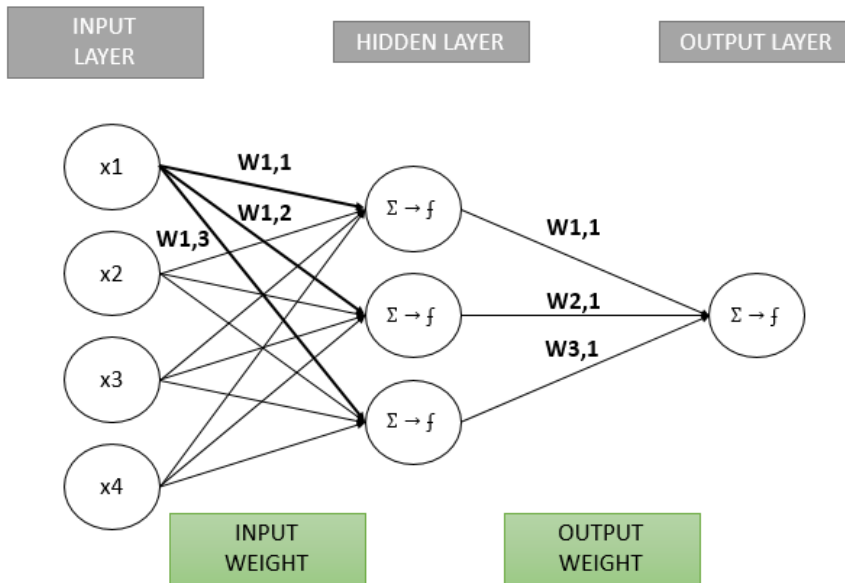 INPUT
LAYER
HIDDEN LAYER
OUTPUT LAYER
x1
W1,1
W1,2
W1,3
Σ → ƒ
W1,1
x2
W2,1
Σ → ƒ
Σ → ƒ
W3,1
x3
Σ → ƒ
x4
INPUT
WEIGHT
OUTPUT
WEIGHT